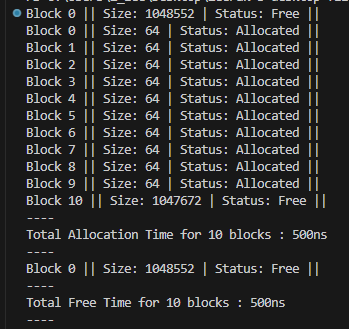 Block 0 || Size: 1048552 | Status: Free ||
Block 0 || Size: 64 | Status: Allocated ||
Block 1 || Size: 64 | Status: Allocated ||
Block 2 || Size: 64 | Status: Allocated ||
Block 3 || Size: 64 | Status: Allocated ||
Block 4 || Size: 64 | Status: Allocated ||
Block 5 || Size: 64 | Status: Allocated ||
Block 6 || Size: 64 | Status: Allocated ||
Block 7 || Size: 64 | Status: Allocated ||
Block 8 || Size: 64 | Status: Allocated ||
Block 9 || Size: 64 | Status: Allocated ||
Block 10 || Size: 1047672 | Status: Free ||
----
Total Allocation Time for 10 blocks : 500ns
----
Block 0 || Size: 1048552 | Status: Free ||
----
Total Free Time for 10 blocks : 500ns
----